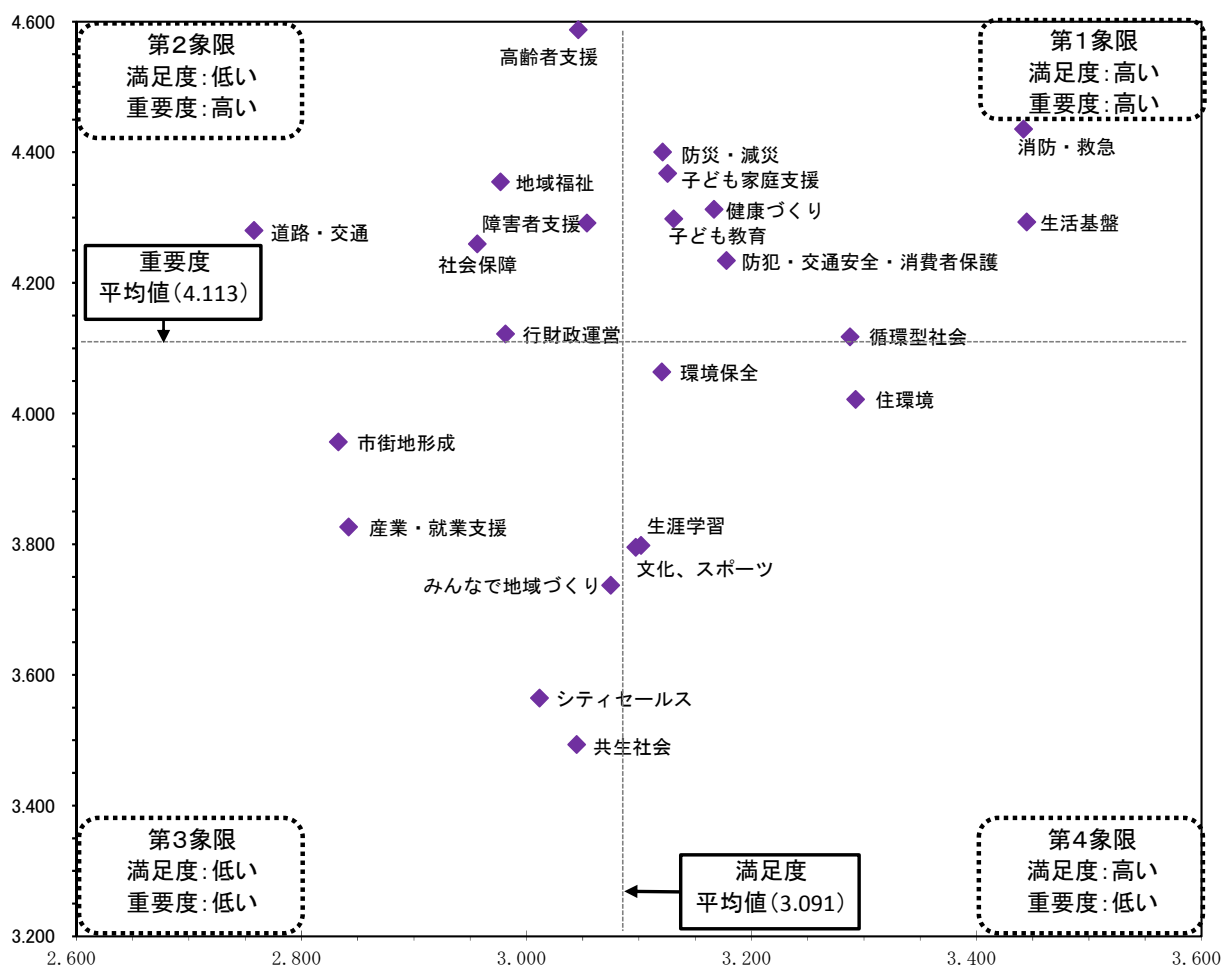 4.600
第2象限
満足度：低い
重要度：高い
高齢者支援
第1象限
満足度：高い
重要度：高い
消防・救急
4.400
防災・減災
子ども家庭支援
地域福祉
健康づくり
障害者支援
生活基盤
道路・交通
子ども教育
社会保障
防犯・交通安全・消費者保護
重要度
平均値（4.113）
4.200
行財政運営
循環型社会
環境保全
4.000
住環境
市街地形成
産業・就業支援
生涯学習
3.800
文化、スポーツ
みんなで地域づくり
3.600
シティセールス
共生社会
3.400
第3象限
満足度：低い
重要度：低い
満足度
平均値（3.091）
第4象限
満足度：高い
重要度：低い
3.200
2.600 2.800 3.000 3.200 3.400 3.600